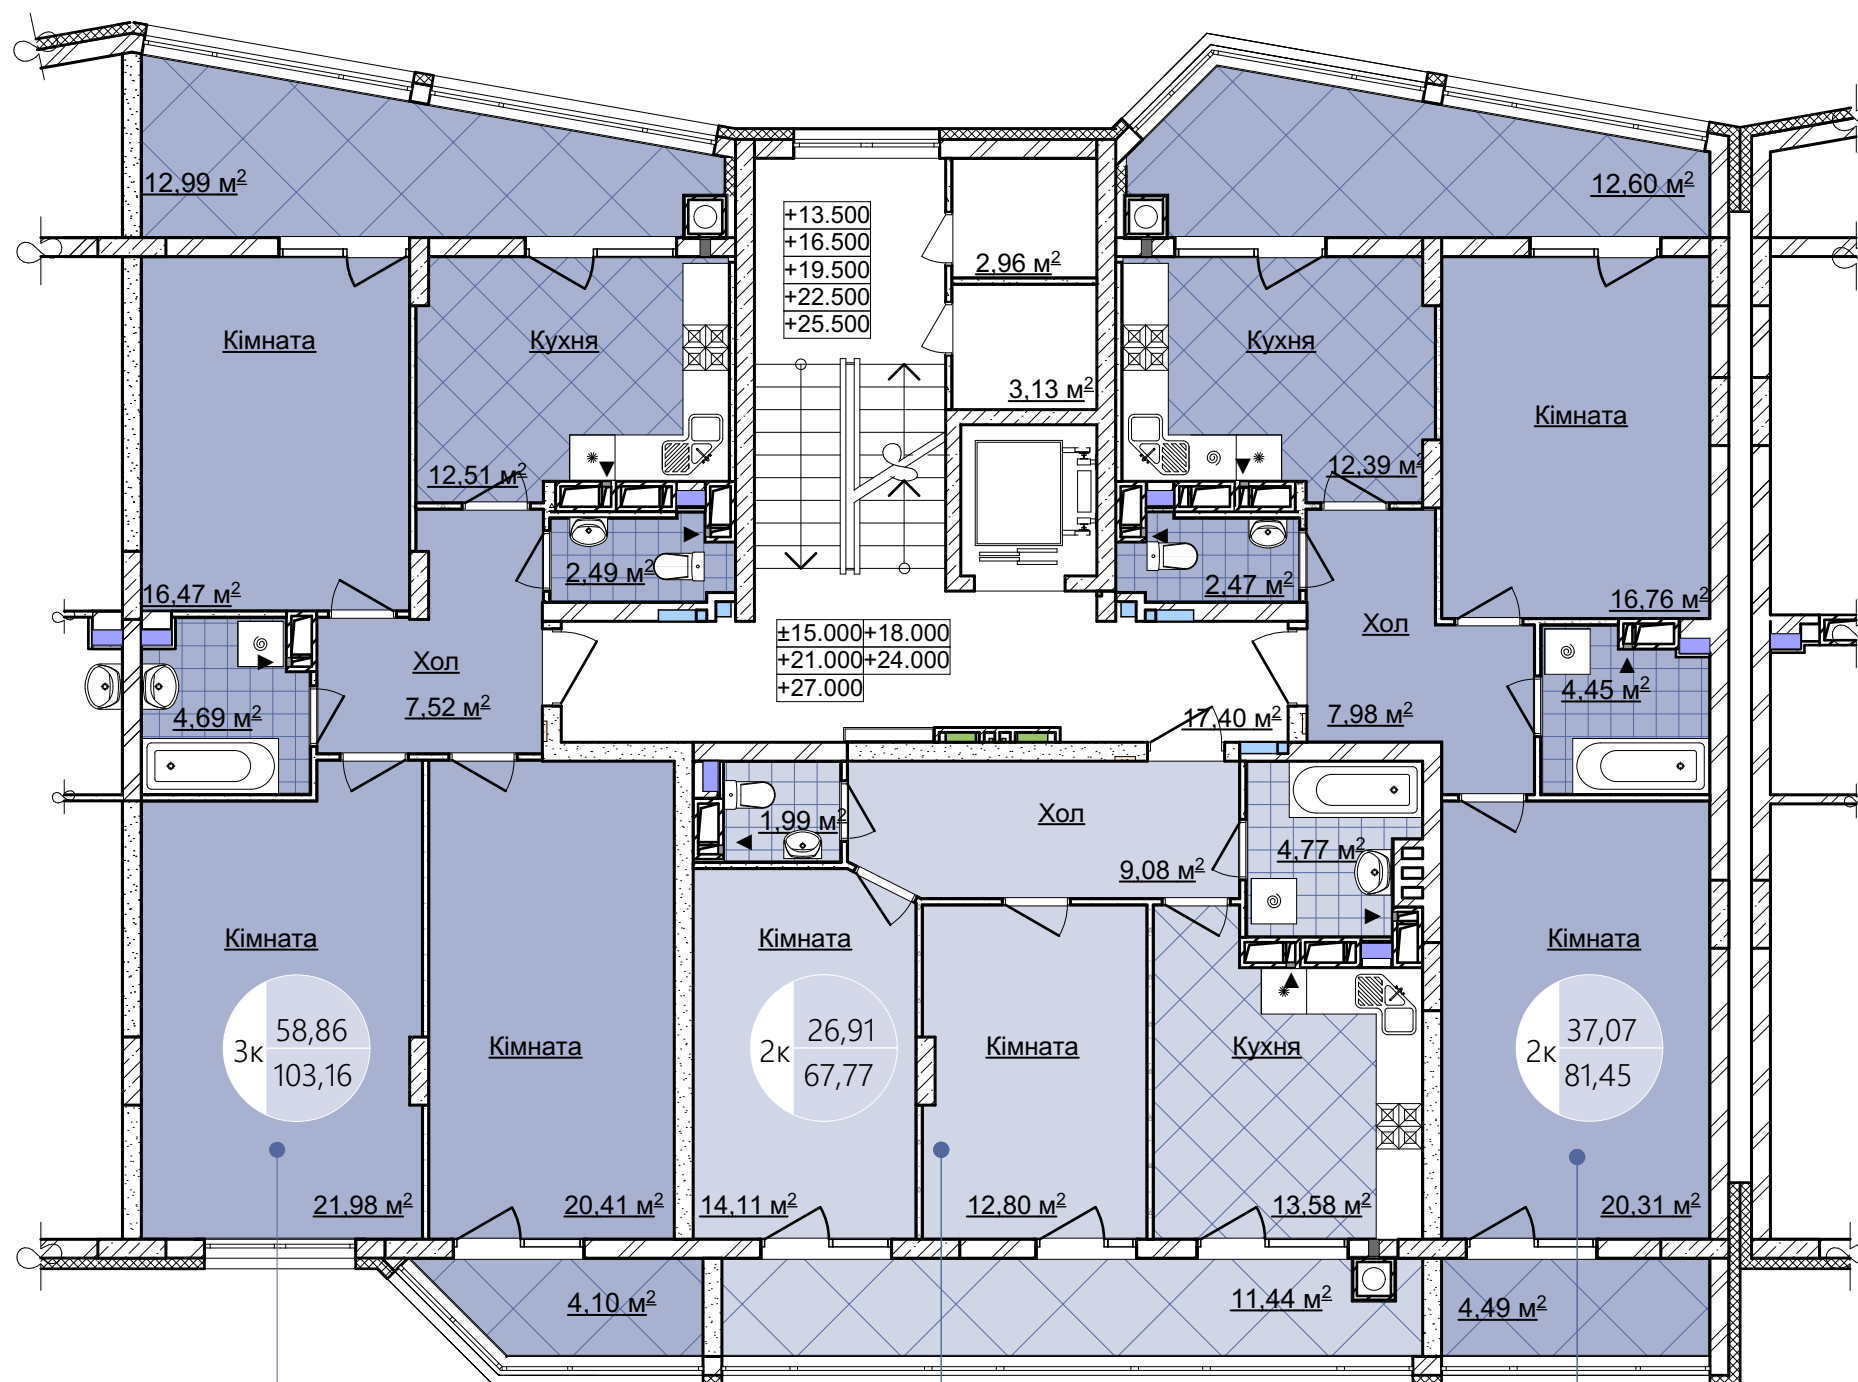 12,99 м²
12,60 м²
+13.500
+16.500
+19.500
+22.500
+25.500
2,96 м²
Кімната
Кухня
Кухня
3,13 м²
Кімната
12,51 м²
12,39 м²
16,47 м²
2,49 м²
2,47 м²
16,76 м²
±15.000 +18.000
+21.000 +24.000
+27.000
Хол
Хол
4,69 м²
7,52 м²
17,40 м²
7,98 м²
4,45 м²
1,99 м²
Хол
9,08 м²
4,77 м²
Кімната
Кімната
Кімната
3к
58,86
103,16
Кімната
2к
26,91
67,77
Кімната
Кухня
2к
37,07
81,45
21,98 м²
20,41 м²
14,11 м²
12,80 м²
13,58 м²
20,31 м²
4,10 м²
11,44 м²
4,49 м²